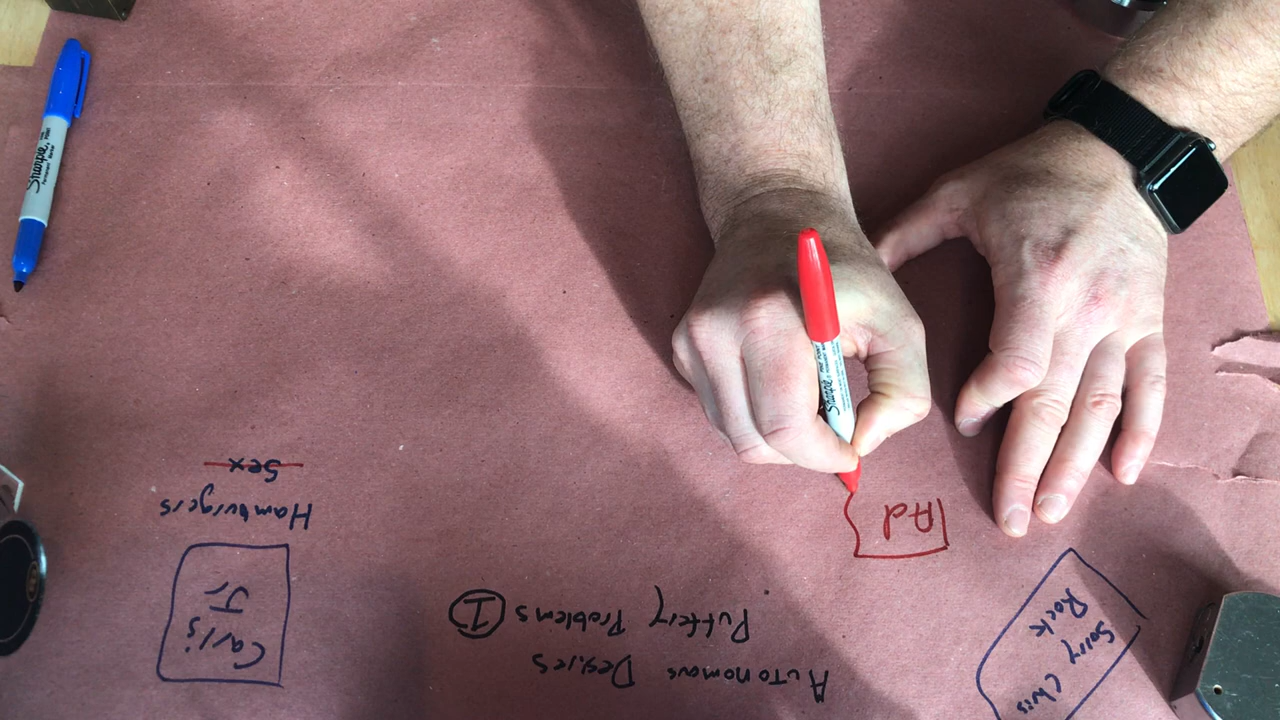 Sorry Chris
Rock
Autonomous Desires
Puffery Problems I
Carl's
Jr
Hamburgers
Sex
Ad
Sharpie
Sharpie